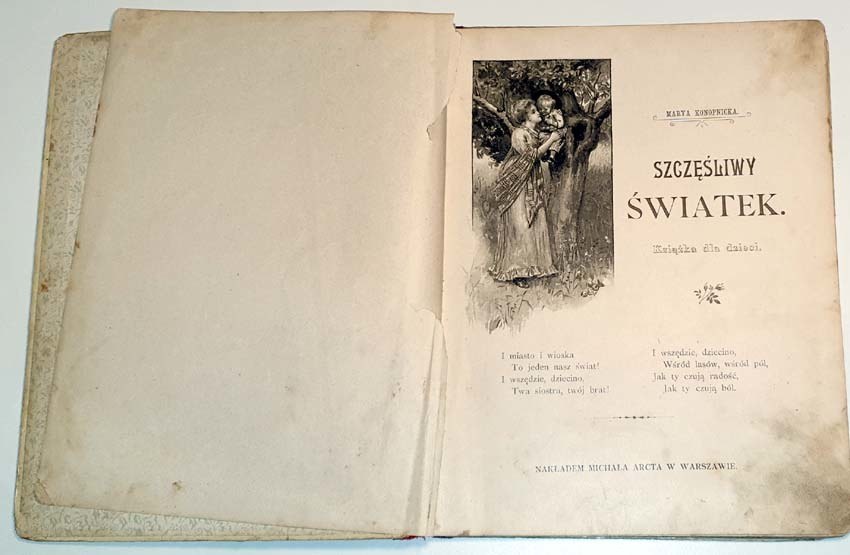 MARYA KONOPNICKA.
SZCZĘŚLIWY
ŚWIATEK.
Książka dla dzieci.
I miasto i wioska
To jeden nasz świat!
I wszędzie, dziecino,
Twa siostra, twój brat!
I wszędzie, dziecino,
Wśród lasów, wśród pól,
Jak ty czują radość,
Jak ty czują ból.
NAKŁADEM MICHAŁA ARCTA W WARSZAWIE.